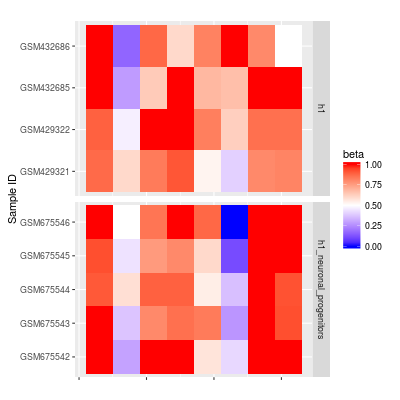 Sample ID
GSM432686
GSM432685
GSM429322
GSM429321
h1
GSM675546
GSM675545
GSM675544
GSM675543
GSM675542
h1_neuronal_progenitors
beta
1.00
0.75
0.50
0.25
0.00